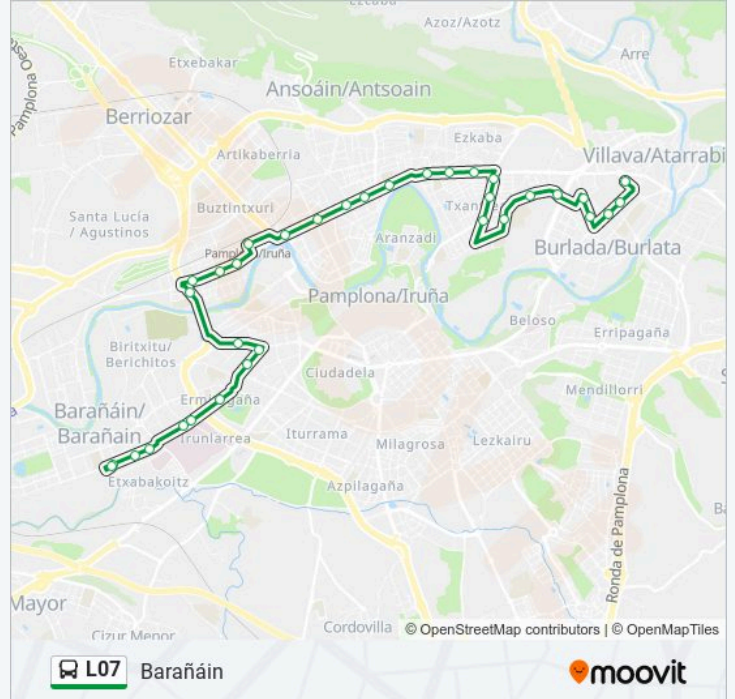 Ezcaba
Azoz/Azotz
Arre
Etxebakar
Ansoáin/Antsoain
Pamplona Oeste
Berriozar
Ezkaba
Artikaberria
Villava/Atarrabi
Santa Lucía
/ Agustinos
Buztintxuri
Aranzadi
Burlada/Burlata
Pamplona/Iruña
Pamplona/Iruña
Beloso
Erripagaña
Biritxitu/
Berichitos
Ciudadela
Mendillorri
Barañáin/
Barañain
Iturrama
Milagrosa
Lezkairu
Irunlarrea
Etxabakoitz
Azpilagaña
Ronda de Pamplona
Mayor
Cizur Menor
Cordovilla
© OpenStreetMap contributors | © OpenMapTiles
L07
Barañáin
moovit